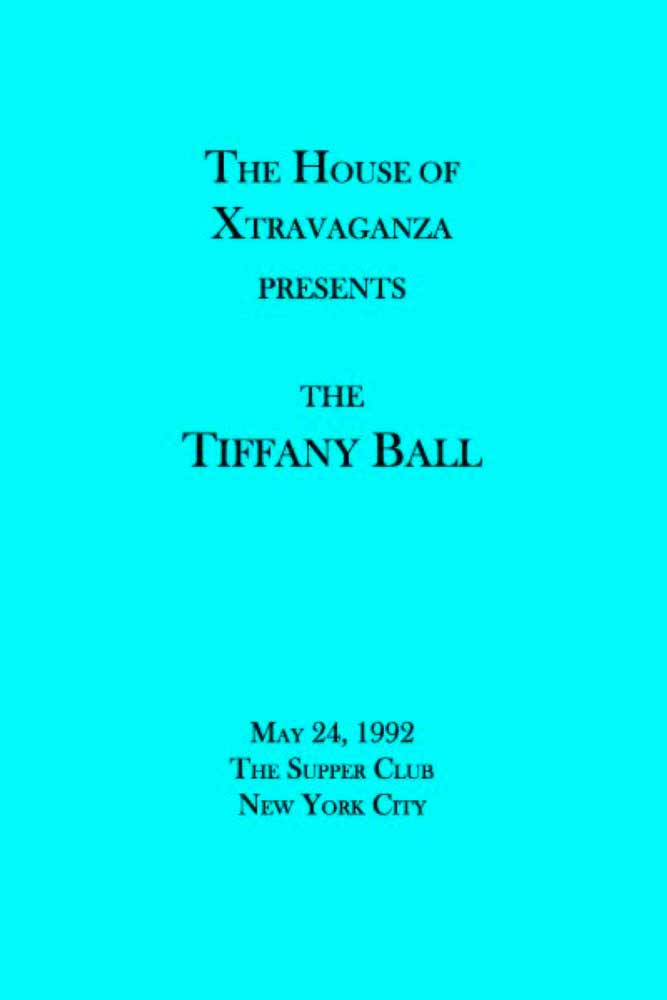 The House of
Xtravaganza
presents
the
Tiffany Ball
May 24, 1992
The Supper Club
New York City